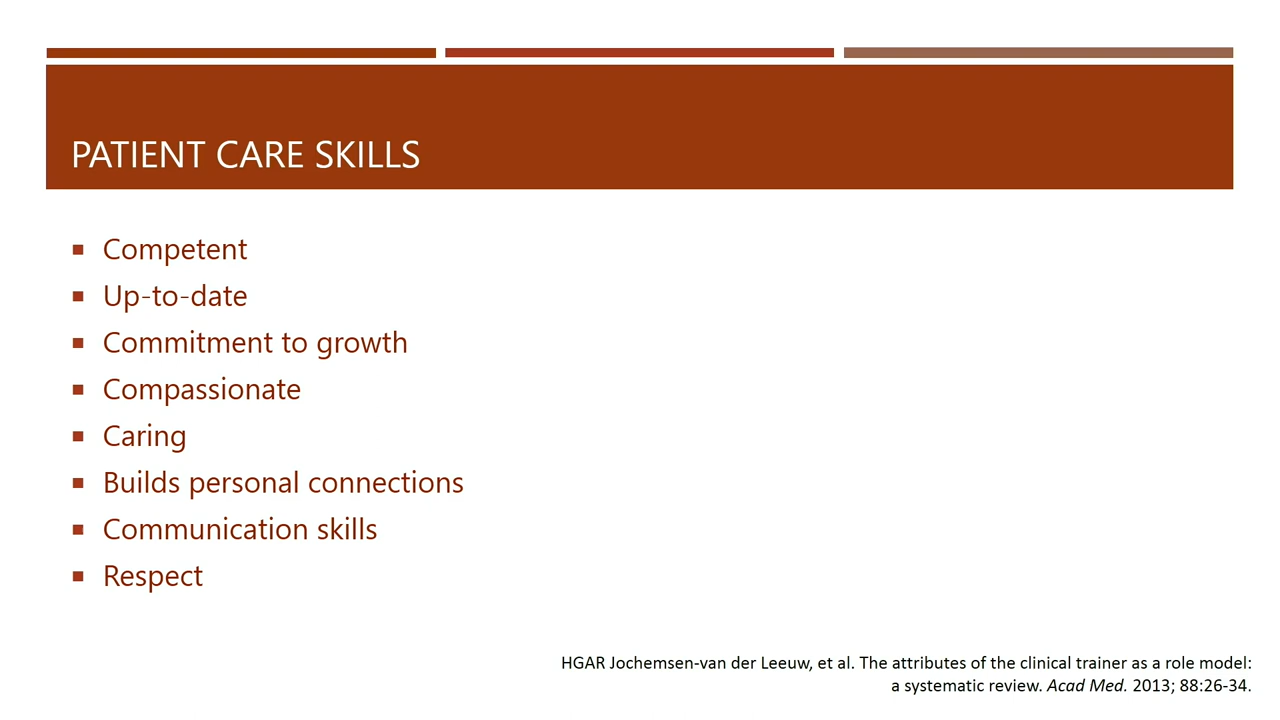 PATIENT CARE SKILLS
Competent
Up-to-date
Commitment to growth
Compassionate
Caring
Builds personal connections
Communication skills
Respect
HGAR Jochemsen-van der Leeuw, et al. The attributes of the clinical trainer as a role model:
a systematic review. Acad Med. 2013; 88:26-34.